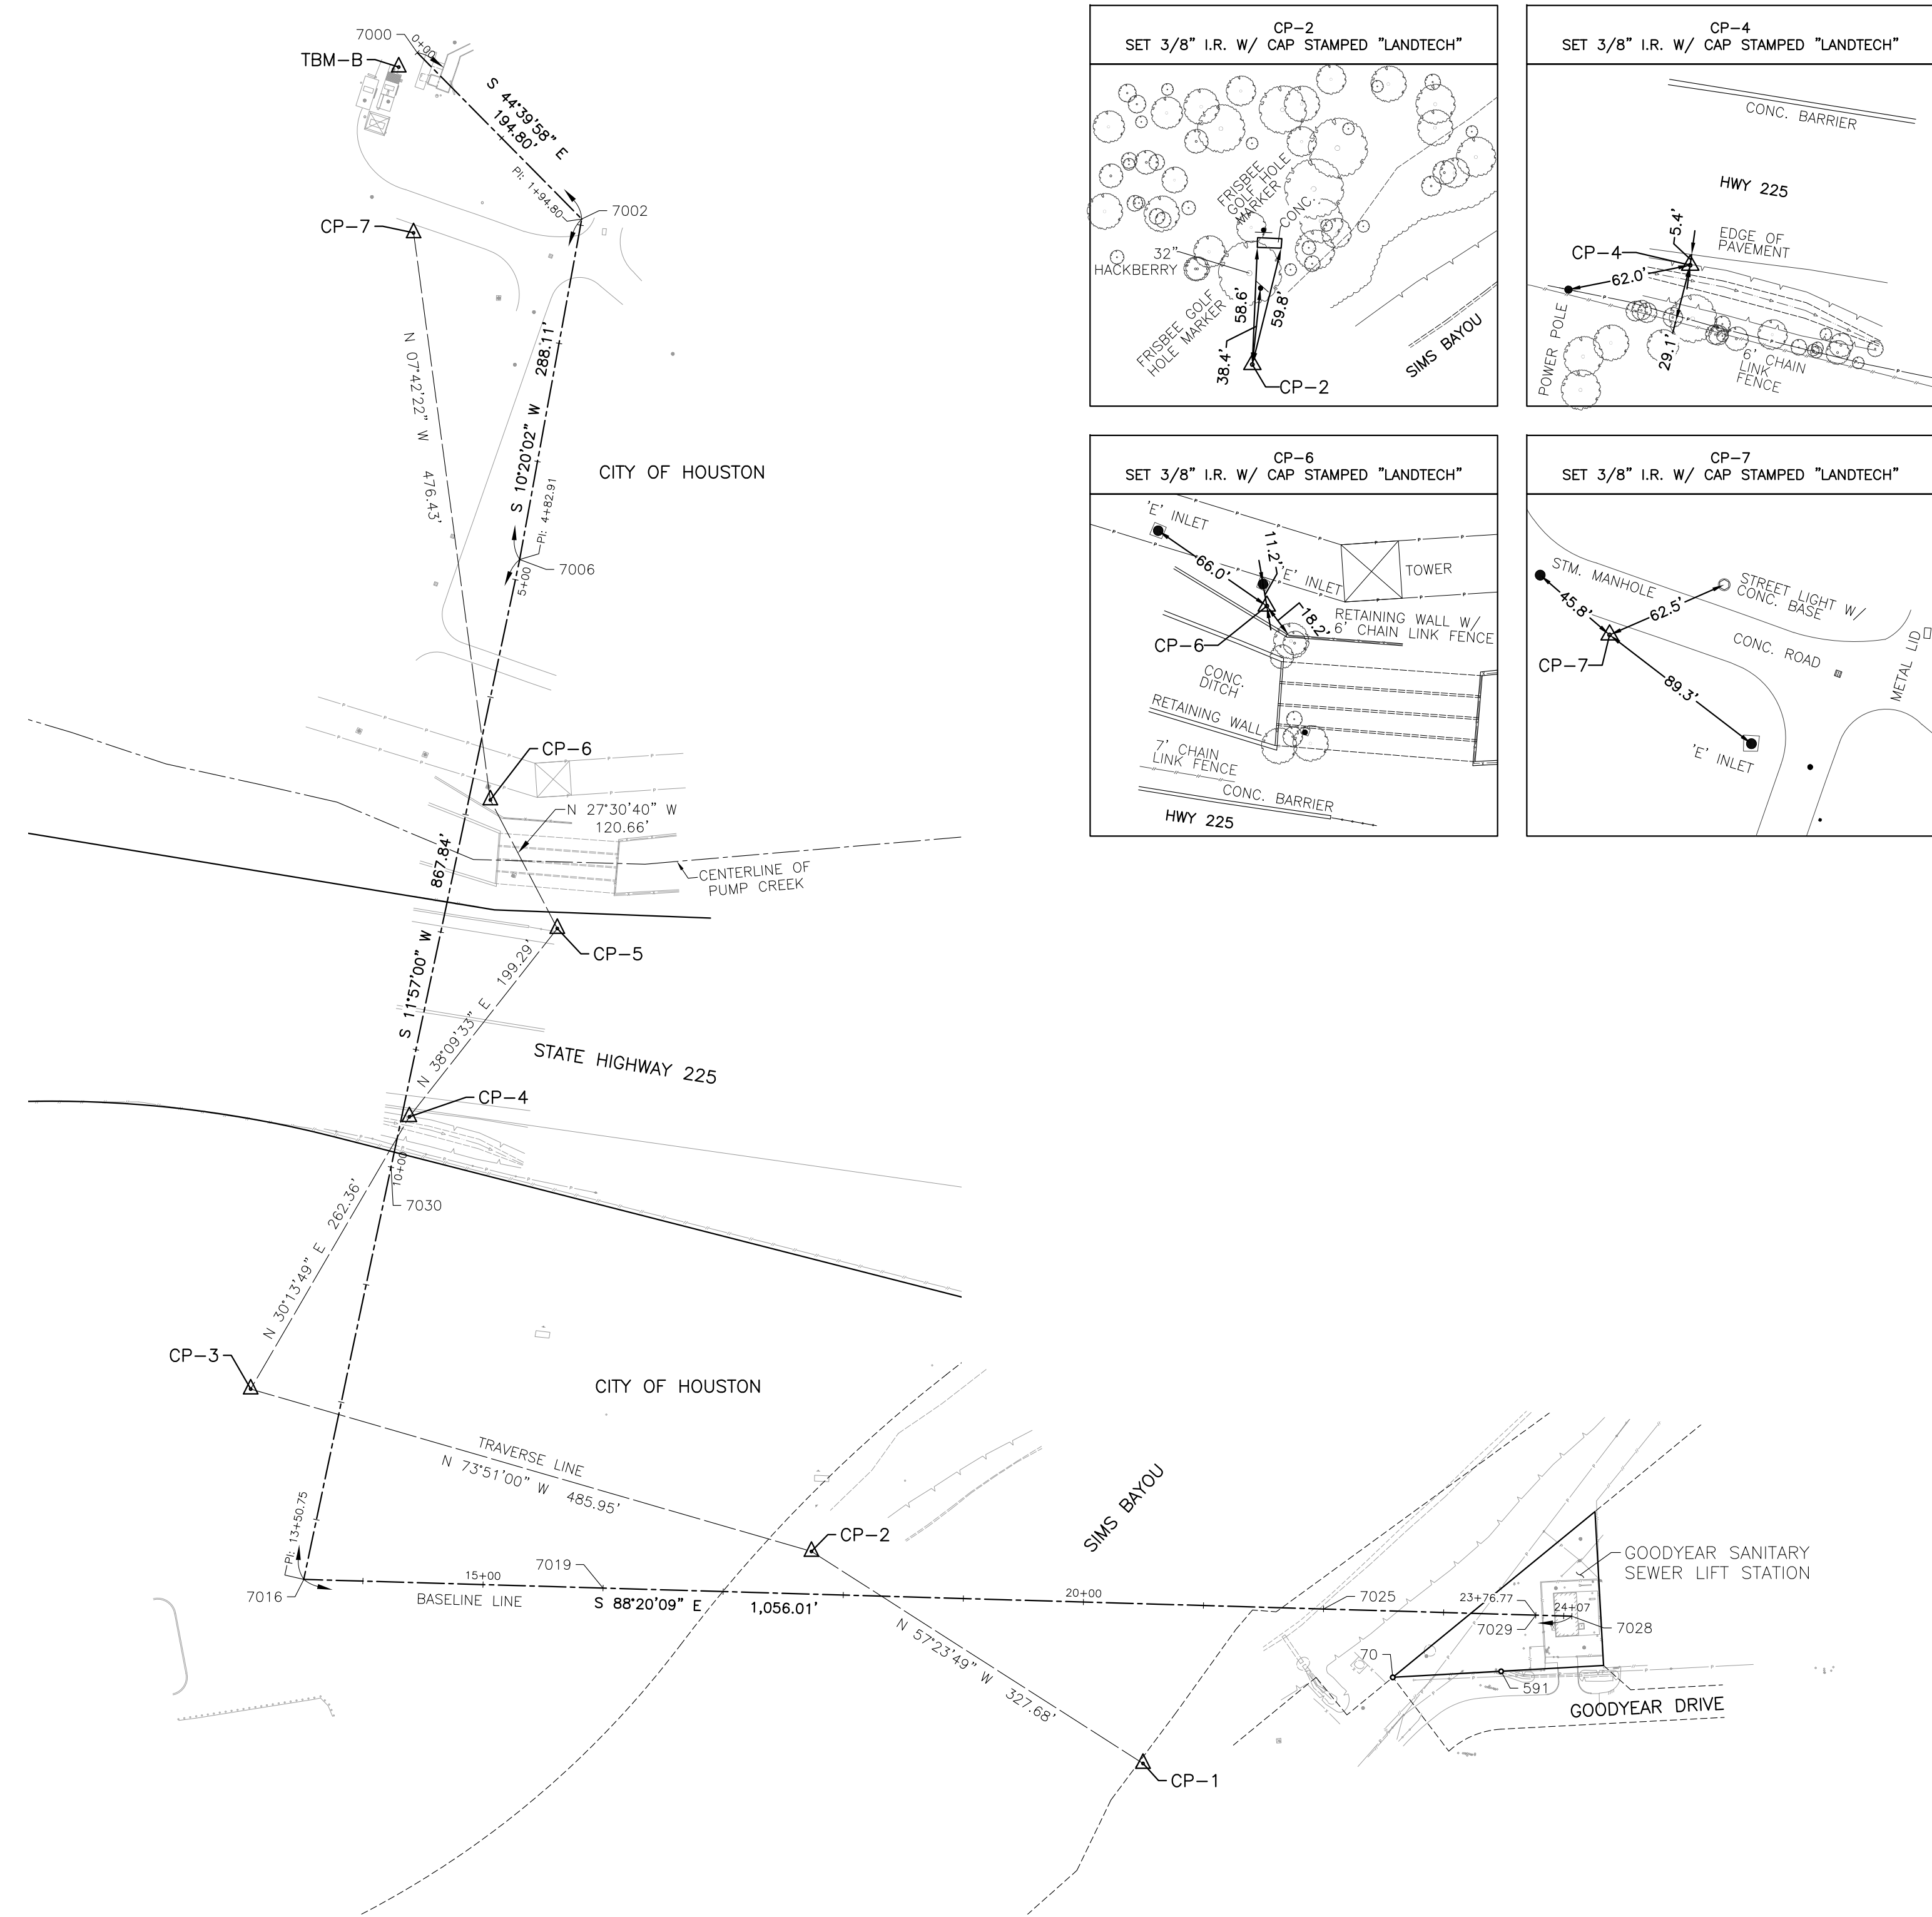 7000
0+00
TBM-B
S 44°39'58" E
194.80'
PI: 1+94.80
7002
CP-7
N 07°42'22" W 476.43'
S 10°20'02" W 288.11'
CITY OF HOUSTON
PI: 4+82.91
7006
5+00
CP-6
N 27°30'40" W
120.66'
867.84'
CENTERLINE OF
PUMP CREEK
CP-5
S 11°57'00" W
N 38°09'33" E 199.29'
STATE HIGHWAY 225
CP-4
10+00
7030
N 30°13'49" E 262.36'
CP-3
CITY OF HOUSTON
TRAVERSE LINE
N 73°51'00" W 485.95'
PI: 13+50.75
7016
15+00
BASELINE LINE
7019
S 88°20'09" E 1,056.01'
CP-2
SIMS BAYOU
20+00
N 57°23'49" W 327.68'
CP-1
7025
23+76.77
24+07
7029
7028
70
591
GOODYEAR SANITARY
SEWER LIFT STATION
GOODYEAR DRIVE
CP-2
SET 3/8" I.R. W/ CAP STAMPED "LANDTECH"
FRISBEE
GOLF HOLE
MARKER
CONC.
32"
HACKBERRY
FRISBEE GOLF
HOLE MARKER
58.6'
59.8'
38.4'
CP-2
SIMS BAYOU
CP-4
SET 3/8" I.R. W/ CAP STAMPED "LANDTECH"
CONC. BARRIER
HWY 225
5.4'
EDGE OF
PAVEMENT
CP-4
62.0'
POWER POLE
29.1'
6' CHAIN
LINK
FENCE
CP-6
SET 3/8" I.R. W/ CAP STAMPED "LANDTECH"
'E' INLET
66.0'
11.2'
'E' INLET
TOWER
18.2'
RETAINING WALL W/
6' CHAIN LINK FENCE
CP-6
CONC.
DITCH
RETAINING WALL
7' CHAIN
LINK FENCE
CONC. BARRIER
HWY 225
CP-7
SET 3/8" I.R. W/ CAP STAMPED "LANDTECH"
STM. MANHOLE
45.8'
62.5'
STREET LIGHT W/
CONC. BASE
CP-7
CONC. ROAD
METAL LID
89.3'
'E' INLET